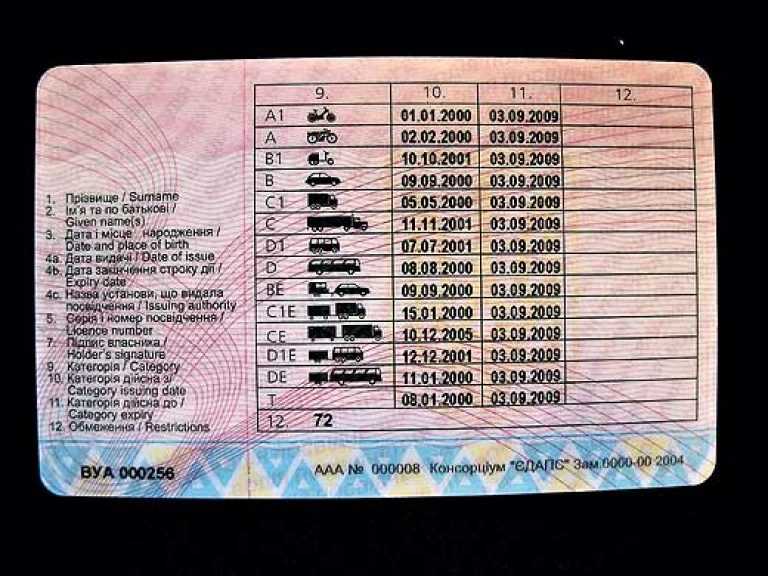 1. Прізвище / Surname
2. Ім'я та по батькові /
Given name(s)
3. Дата і місце народження /
Date and place of birth
4a. Дата видачі / Date of issue
4b. Дата закінчення строку дії /
Expiry date
4c. Назва установи, що видала
посвідчення / Issuing authority
5. Серія і номер посвідчення /
Licence number
7. Підпис власника /
Holder's signature
9. Категорія / Category
10. Категорія дійсна з/
Category issuing date
11. Категорія дійсна до /
Category expiry
12. Обмеження / Restrictions
9. 10. 11. 12.
A1 01.01.2000 03.09.2009
A 02.02.2000 03.09.2009
B1 10.10.2001 03.09.2009
B 09.09.2000 03.09.2009
C1 05.05.2000 03.09.2009
C 11.11.2001 03.09.2009
D1 07.07.2001 03.09.2009
D 08.08.2000 03.09.2009
BE 09.09.2000 03.09.2009
C1E 15.01.2000 03.09.2009
CE 10.12.2005 03.09.2009
D1E 12.12.2001 03.09.2009
DE 11.01.2000 03.09.2009
T 08.01.2000 03.09.2009
12. 72
ВУА 000256
ААА № 000008 Консорціум "ЄДАПС" Зам.0000-00 2004